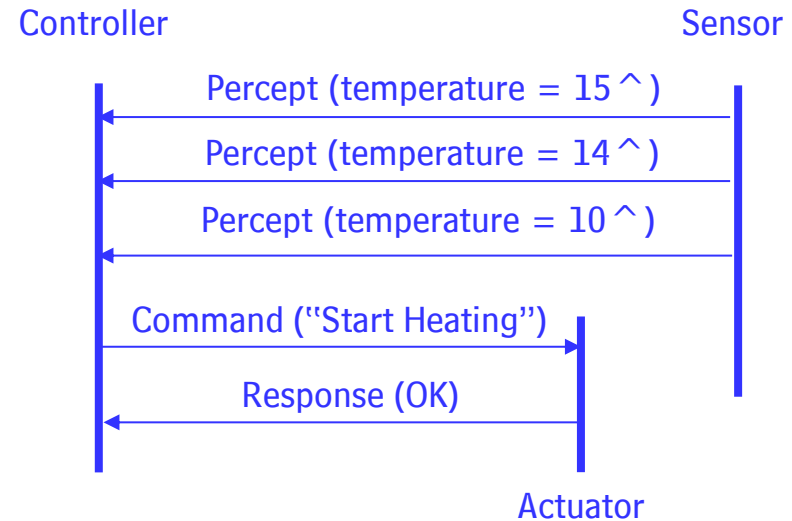 Controller
Sensor
Percept (temperature = 15^)
Percept (temperature = 14^)
Percept (temperature = 10^)
Command (“Start Heating”)
Response (OK)
Actuator